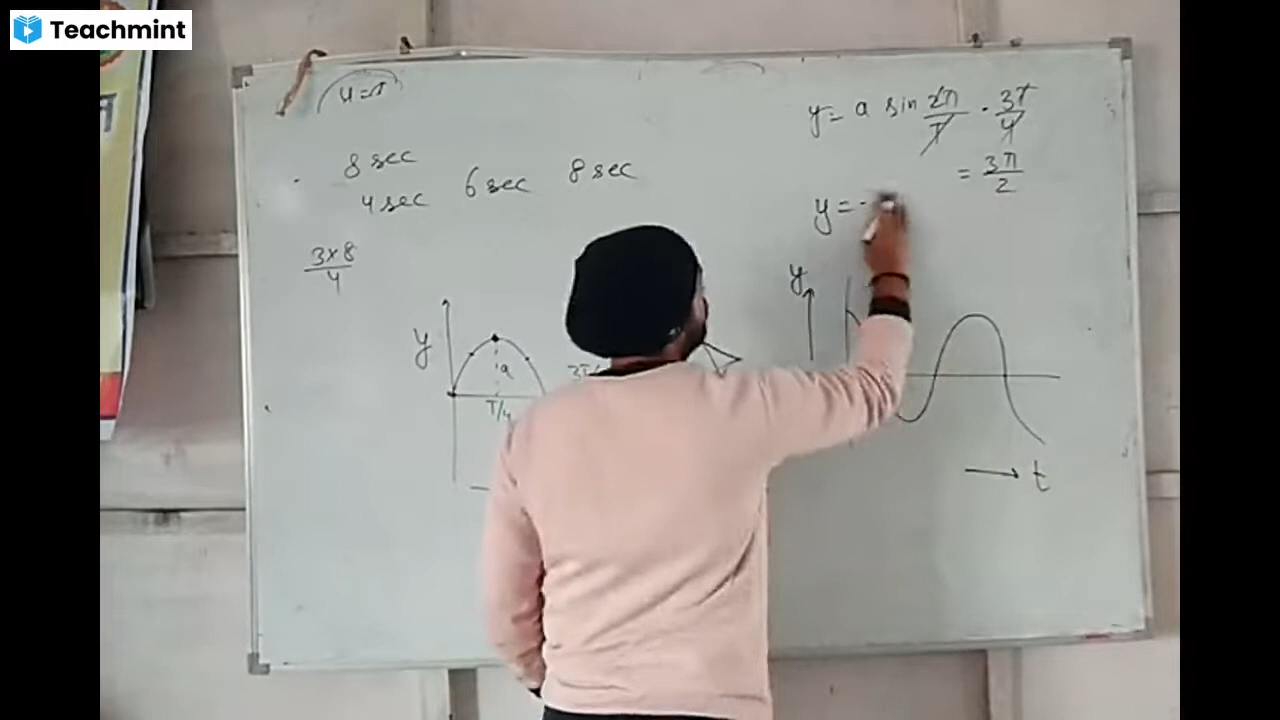 Teachmint
8 sec
4 sec 6 sec 8 sec
3×8
4
y = a sin 2π/T · 3T/4
= 3π/2
y = -
y
a
T/4
y
t